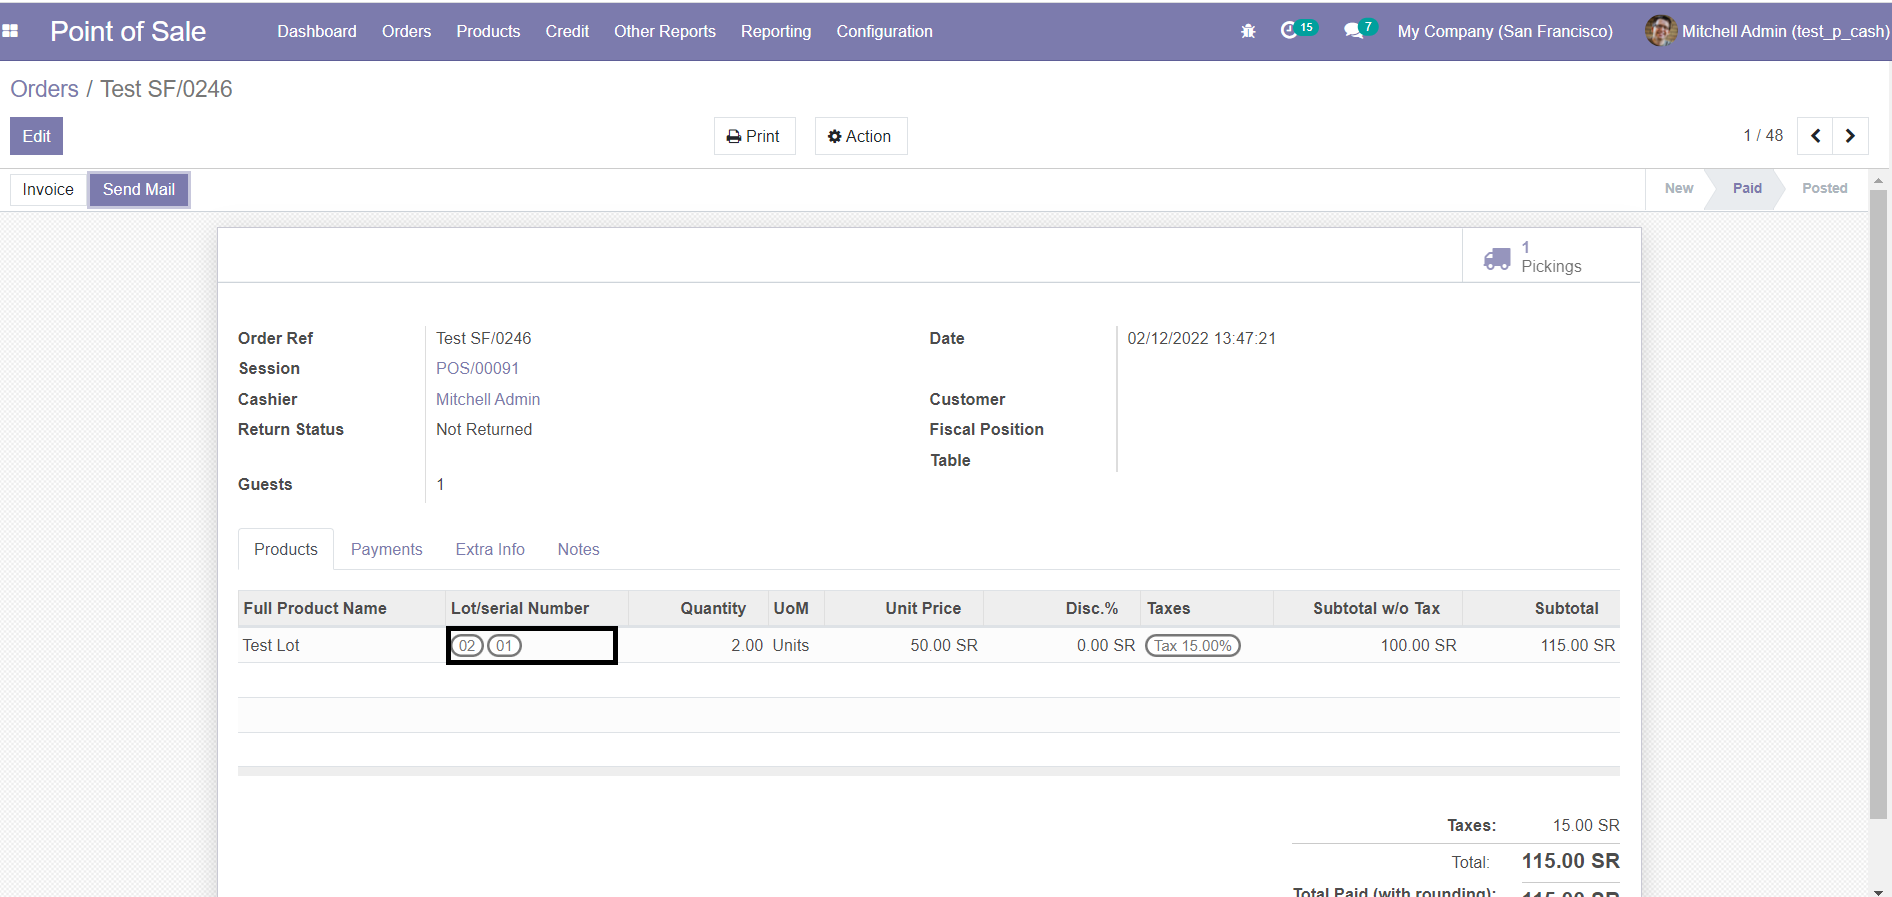 Point of Sale Dashboard Orders Products Credit Other Reports Reporting Configuration 15 7 My Company (San Francisco) Mitchell Admin (test_p_cash)
Orders / Test SF/0246
Edit Print Action 1 / 48
Invoice Send Mail New Paid Posted
1
Pickings
Order Ref Test SF/0246 Date 02/12/2022 13:47:21
Session POS/00091
Cashier Mitchell Admin Customer
Return Status Not Returned Fiscal Position
Table
Guests 1
Products Payments Extra Info Notes
Full Product Name Lot/serial Number Quantity UoM Unit Price Disc.% Taxes Subtotal w/o Tax Subtotal
Test Lot 02 01 2.00 Units 50.00 SR 0.00 SR Tax 15.00% 100.00 SR 115.00 SR
Taxes: 15.00 SR
Total: 115.00 SR
Total Paid (with rounding): 115.00 SR